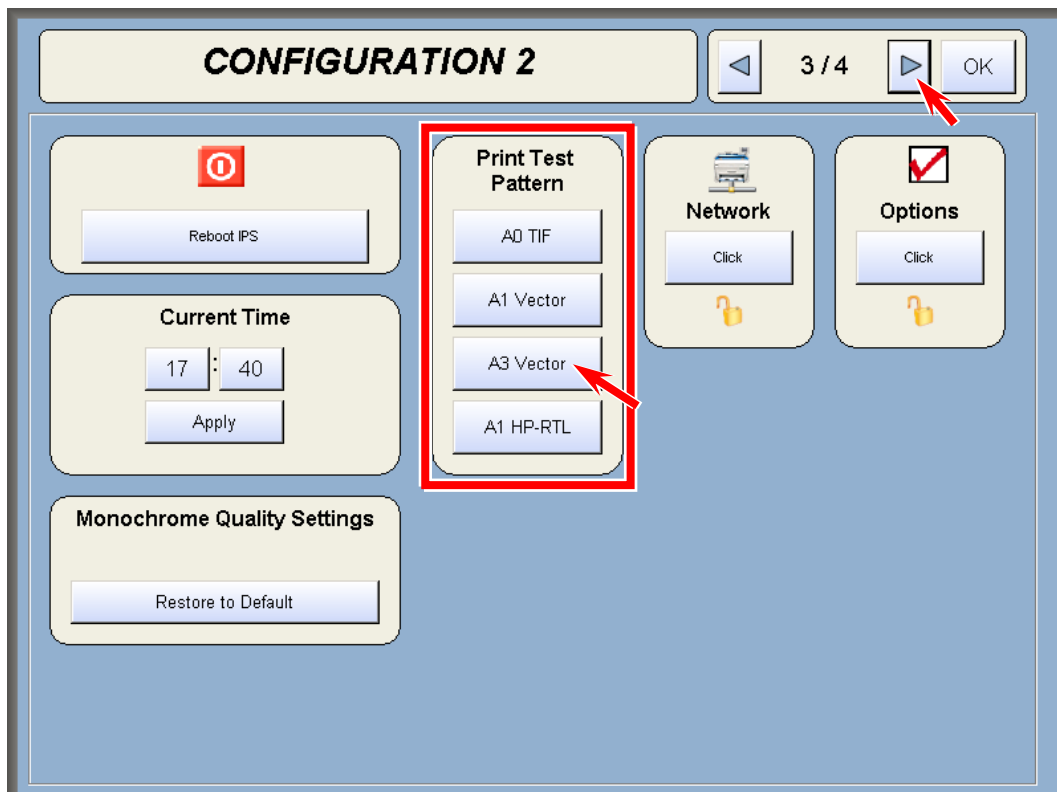 CONFIGURATION 2
3 / 4
OK
Reboot IPS
Current Time
17 : 40
Apply
Monochrome Quality Settings
Restore to Default
Print Test
Pattern
A0 TIF
A1 Vector
A3 Vector
A1 HP-RTL
Network
Click
Options
Click